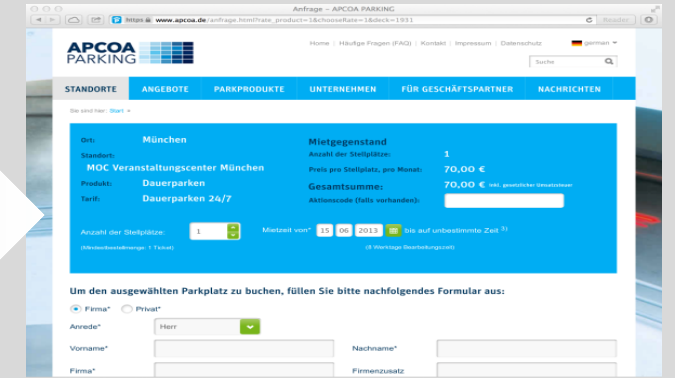 Anfrage – APCOA PARKING
https www.apcoa.de/anfrage.html?rate_product=1&chooseRate=1&deck=1931
Reader
APCOA
PARKING
Home | Häufige Fragen (FAQ) | Kontakt | Impressum | Datenschutz german
Suche
STANDORTE ANGEBOTE PARKPRODUKTE UNTERNEHMEN FÜR GESCHÄFTSPARTNER NACHRICHTEN
Sie sind hier: Start »
Ort: München Mietgegenstand
Standort: Anzahl der Stellplätze: 1
MOC Veranstaltungscenter München Preis pro Stellplatz, pro Monat: 70,00 €
Produkt: Dauerparken Gesamtsumme: 70,00 € inkl. gesetzlicher Umsatzsteuer
Tarif: Dauerparken 24/7 Aktionscode (falls vorhanden):
Anzahl der Stellplätze: 1 Mietzeit von* 15 06 2013 bis auf unbestimmte Zeit 3)
(Mindestbestellmenge: 1 Ticket) (8 Werktage Bearbeitungszeit)
Um den ausgewählten Parkplatz zu buchen, füllen Sie bitte nachfolgendes Formular aus:
Firma* Privat*
Anrede* Herr
Vorname* Nachname*
Firma* Firmenzusatz